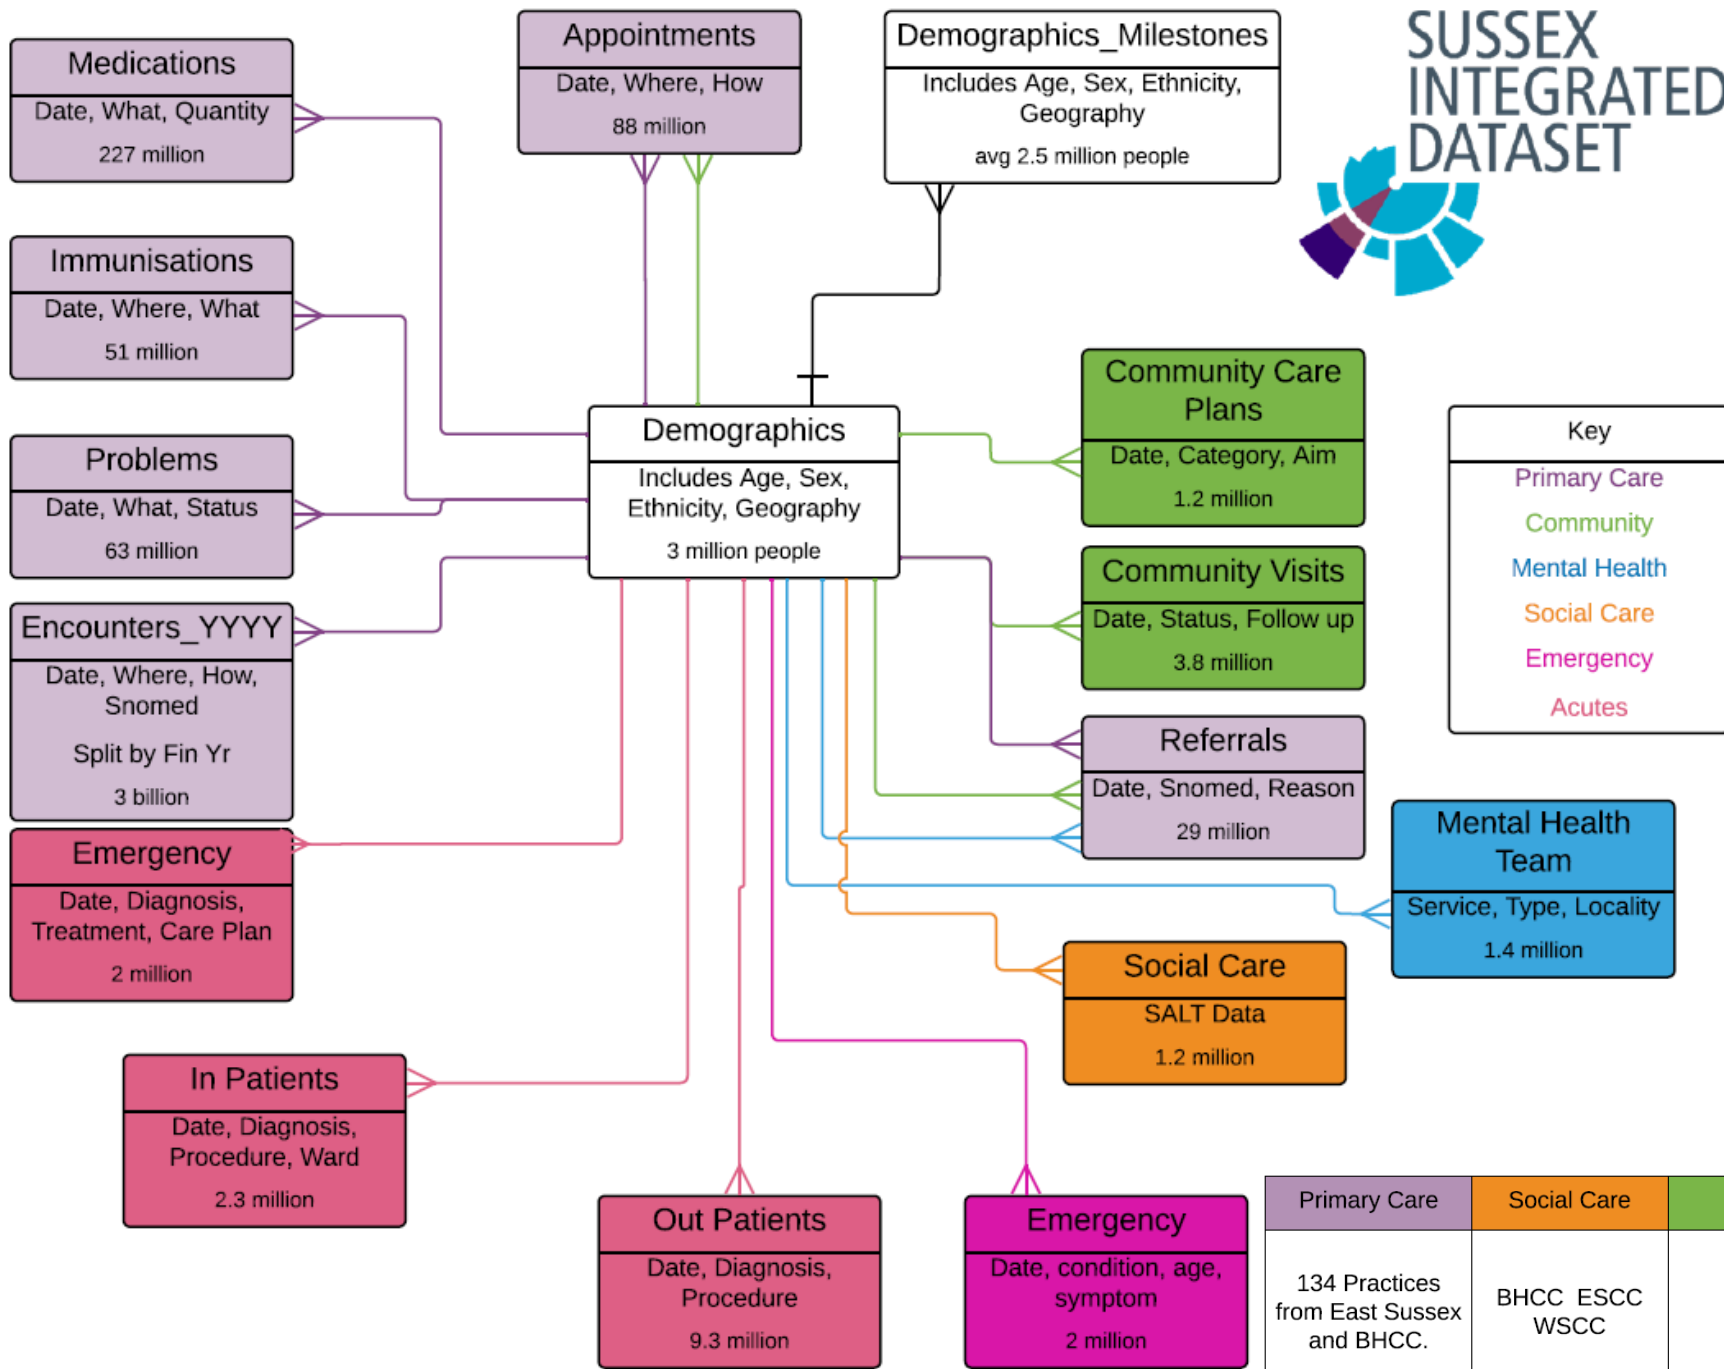 SUSSEX
INTEGRATED
DATASET
Medications
Date, What, Quantity
227 million
Appointments
Date, Where, How
88 million
Demographics_Milestones
Includes Age, Sex, Ethnicity,
Geography
avg 2.5 million people
Immunisations
Date, Where, What
51 million
Problems
Date, What, Status
63 million
Encounters_YYYY
Date, Where, How,
Snomed
Split by Fin Yr
3 billion
Demographics
Includes Age, Sex,
Ethnicity, Geography
3 million people
Community Care
Plans
Date, Category, Aim
1.2 million
Community Visits
Date, Status, Follow up
3.8 million
Referrals
Date, Snomed, Reason
29 million
Key
Primary Care
Community
Mental Health
Social Care
Emergency
Acutes
Mental Health
Team
Service, Type, Locality
1.4 million
Emergency
Date, Diagnosis,
Treatment, Care Plan
2 million
Social Care
SALT Data
1.2 million
In Patients
Date, Diagnosis,
Procedure, Ward
2.3 million
Out Patients
Date, Diagnosis,
Procedure
9.3 million
Emergency
Date, condition, age,
symptom
2 million
Primary Care
Social Care
134 Practices
from East Sussex
and BHCC.
BHCC ESCC
WSCC